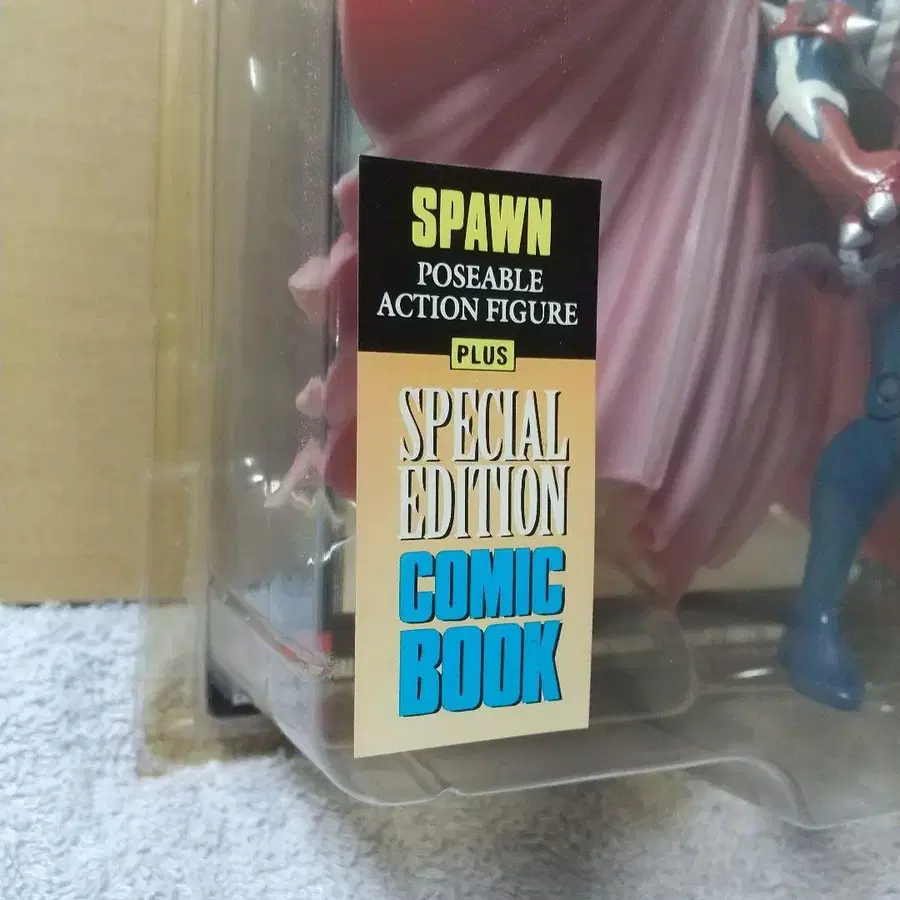 SPAWN
POSEABLE
ACTION FIGURE
PLUS
SPECIAL
EDITION
COMIC
BOOK